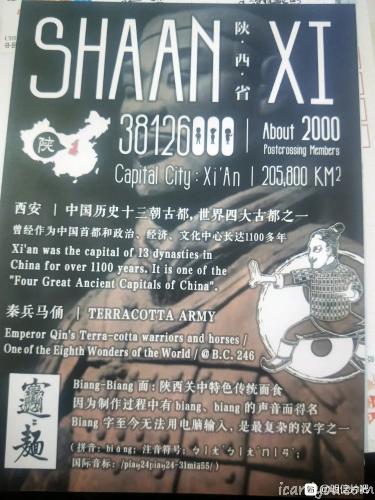 SHAAN 陕·西·省 XI
陕
38126000 | About 2000
Postcrossing Members
Capital City : Xi'An | 205,800 KM²
西安 | 中国历史十三朝古都,世界四大古都之一
曾经作为中国首都和政治、经济、文化中心长达1100多年
Xi'an was the capital of 13 dynasties in
China for over 1100 years. It is one of the
"Four Great Ancient Capitals of China".
秦兵马俑 | TERRACOTTA ARMY
Emperor Qin's Terra-cotta warriors and horses /
One of the Eighth Wonders of the World / @ B.C. 246
Biang-Biang 面:陕西关中特色传统面食
因为制作过程中有 biang、biang 的声音而得名
Biang 字至今无法用电脑输入,是最复杂的汉字之一
麵